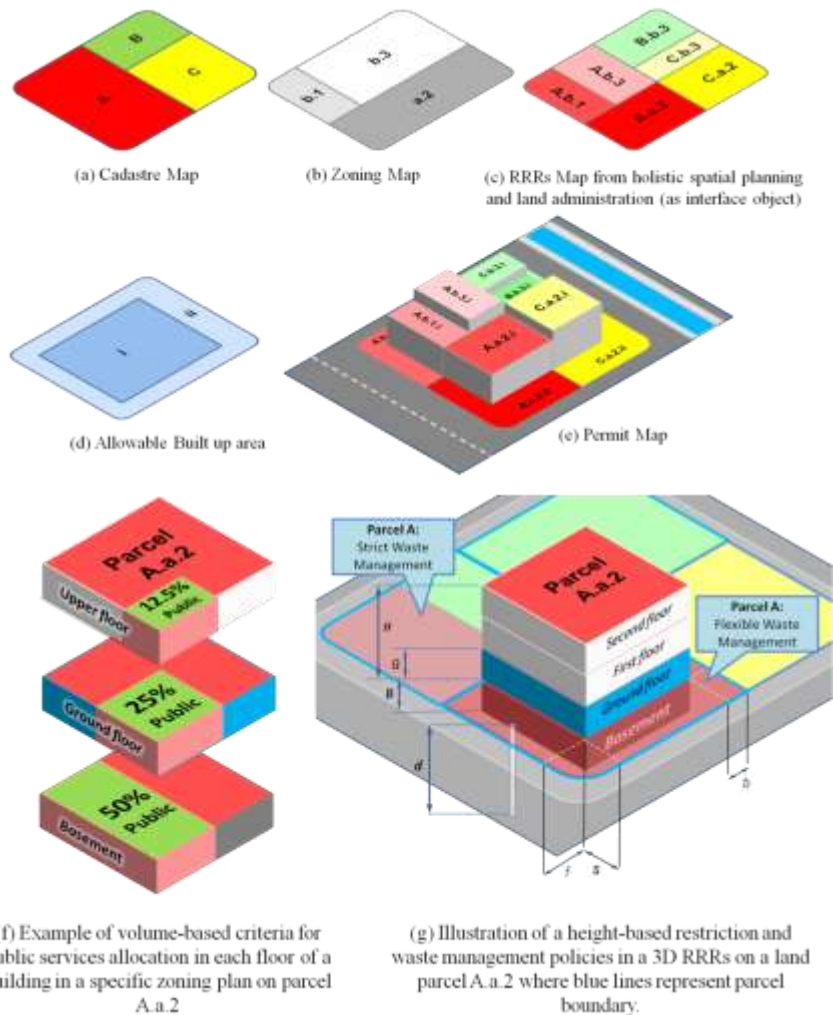 B
A
C
b.3
b.1
a.2
B.b.3
C.b.3
A.b.3
C.a.2
A.b.1
A.a.2
(a) Cadastre Map
(b) Zoning Map
(c) RRRs Map from holistic spatial planning
and land administration (as interface object)
II
I
A.b.3.i
C.a.2.i
A.b.1.i
A.a.2.i
C.a.2.ii
A.a.2.ii
(d) Allowable Built up area
(e) Permit Map
Parcel
A.a.2
12.5%
Public
Upper floor
25%
Public
Ground floor
50%
Public
Basement
Parcel A:
Strict Waste
Management
Parcel
A.a.2
Parcel A:
Flexible Waste
Management
Second floor
First floor
Ground floor
Basement
H
G
B
d
f
g
b
f) Example of volume-based criteria for
ublic services allocation in each floor of a
uilding in a specific zoning plan on parcel
A.a.2
(g) Illustration of a height-based restriction and
waste management policies in a 3D RRRs on a land
parcel A.a.2 where blue lines represent parcel
boundary.